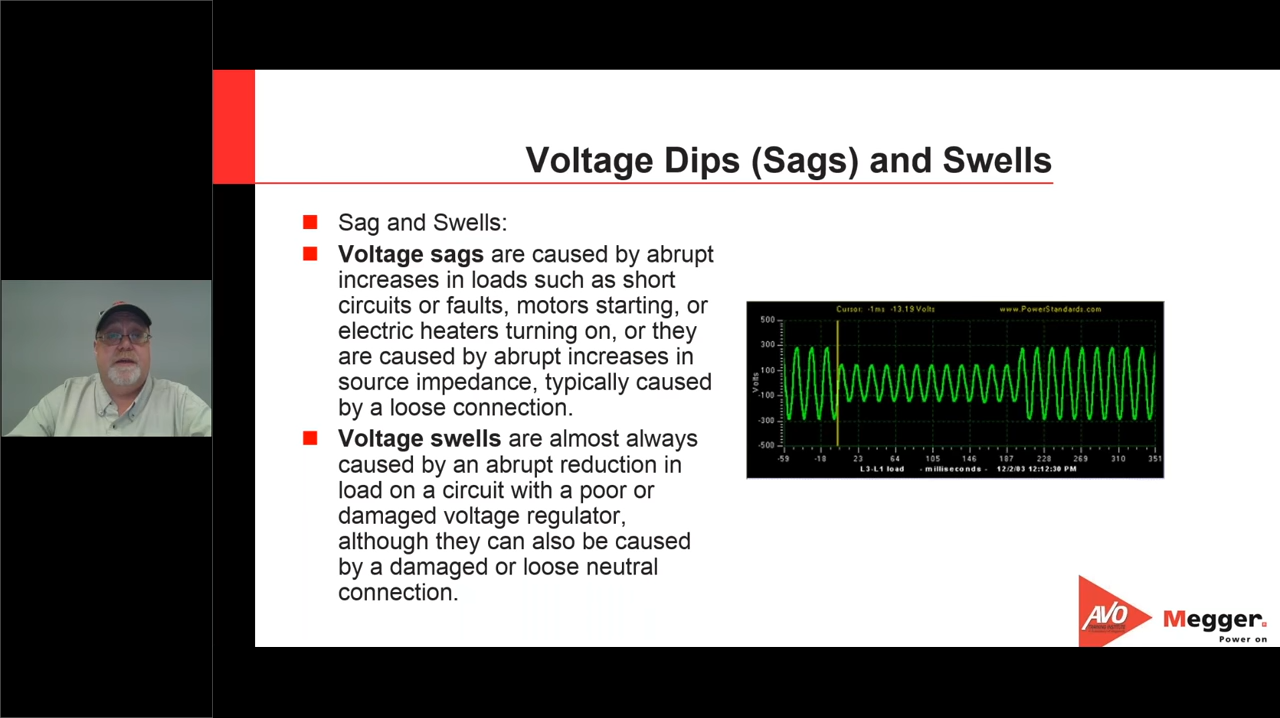 Voltage Dips (Sags) and Swells
Sag and Swells:
Voltage sags are caused by abrupt
increases in loads such as short
circuits or faults, motors starting, or
electric heaters turning on, or they
are caused by abrupt increases in
source impedance, typically caused
by a loose connection.
Voltage swells are almost always
caused by an abrupt reduction in
load on a circuit with a poor or
damaged voltage regulator,
although they can also be caused
by a damaged or loose neutral
connection.
Cursor: -1ms -13.19 Volts www.PowerStandards.com
500
300
100
-100
-300
-500
Volts
-59 -18 23 64 105 146 187 228 269 310 351
L3-L1 load - milliseconds - 12/2/03 12:12:30 PM
AVO
Megger.
Power on